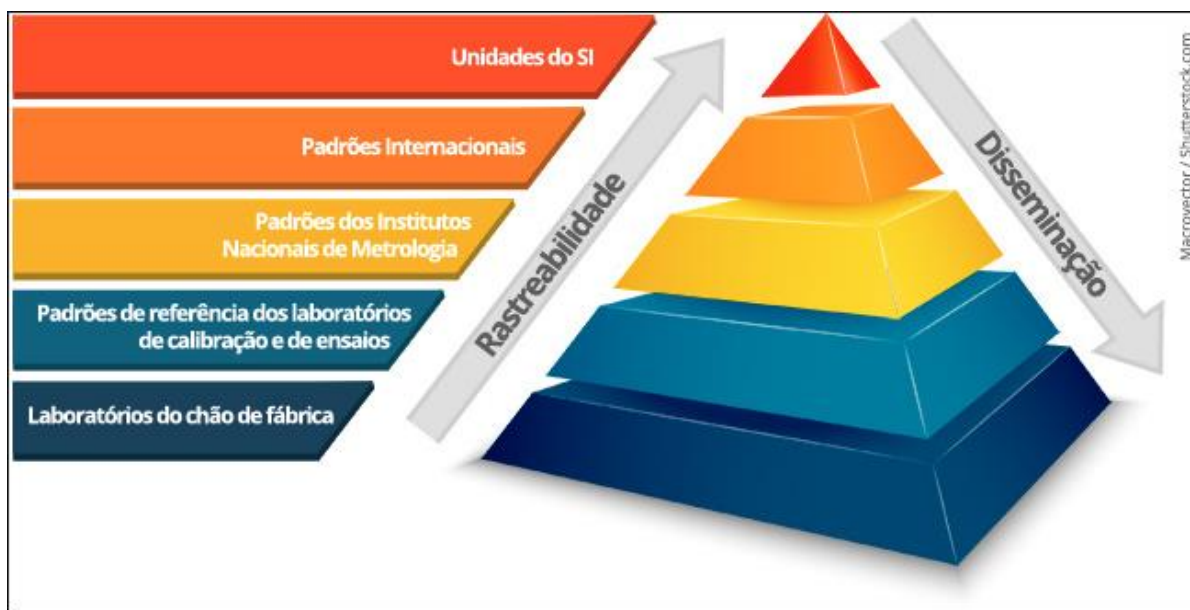 Unidades do SI
Padrões Internacionais
Padrões dos Institutos
Nacionais de Metrologia
Padrões de referência dos laboratórios
de calibração e de ensaios
Laboratórios do chão de fábrica
Rastreabilidade
Disseminação
Macrovector / Shutterstock.com